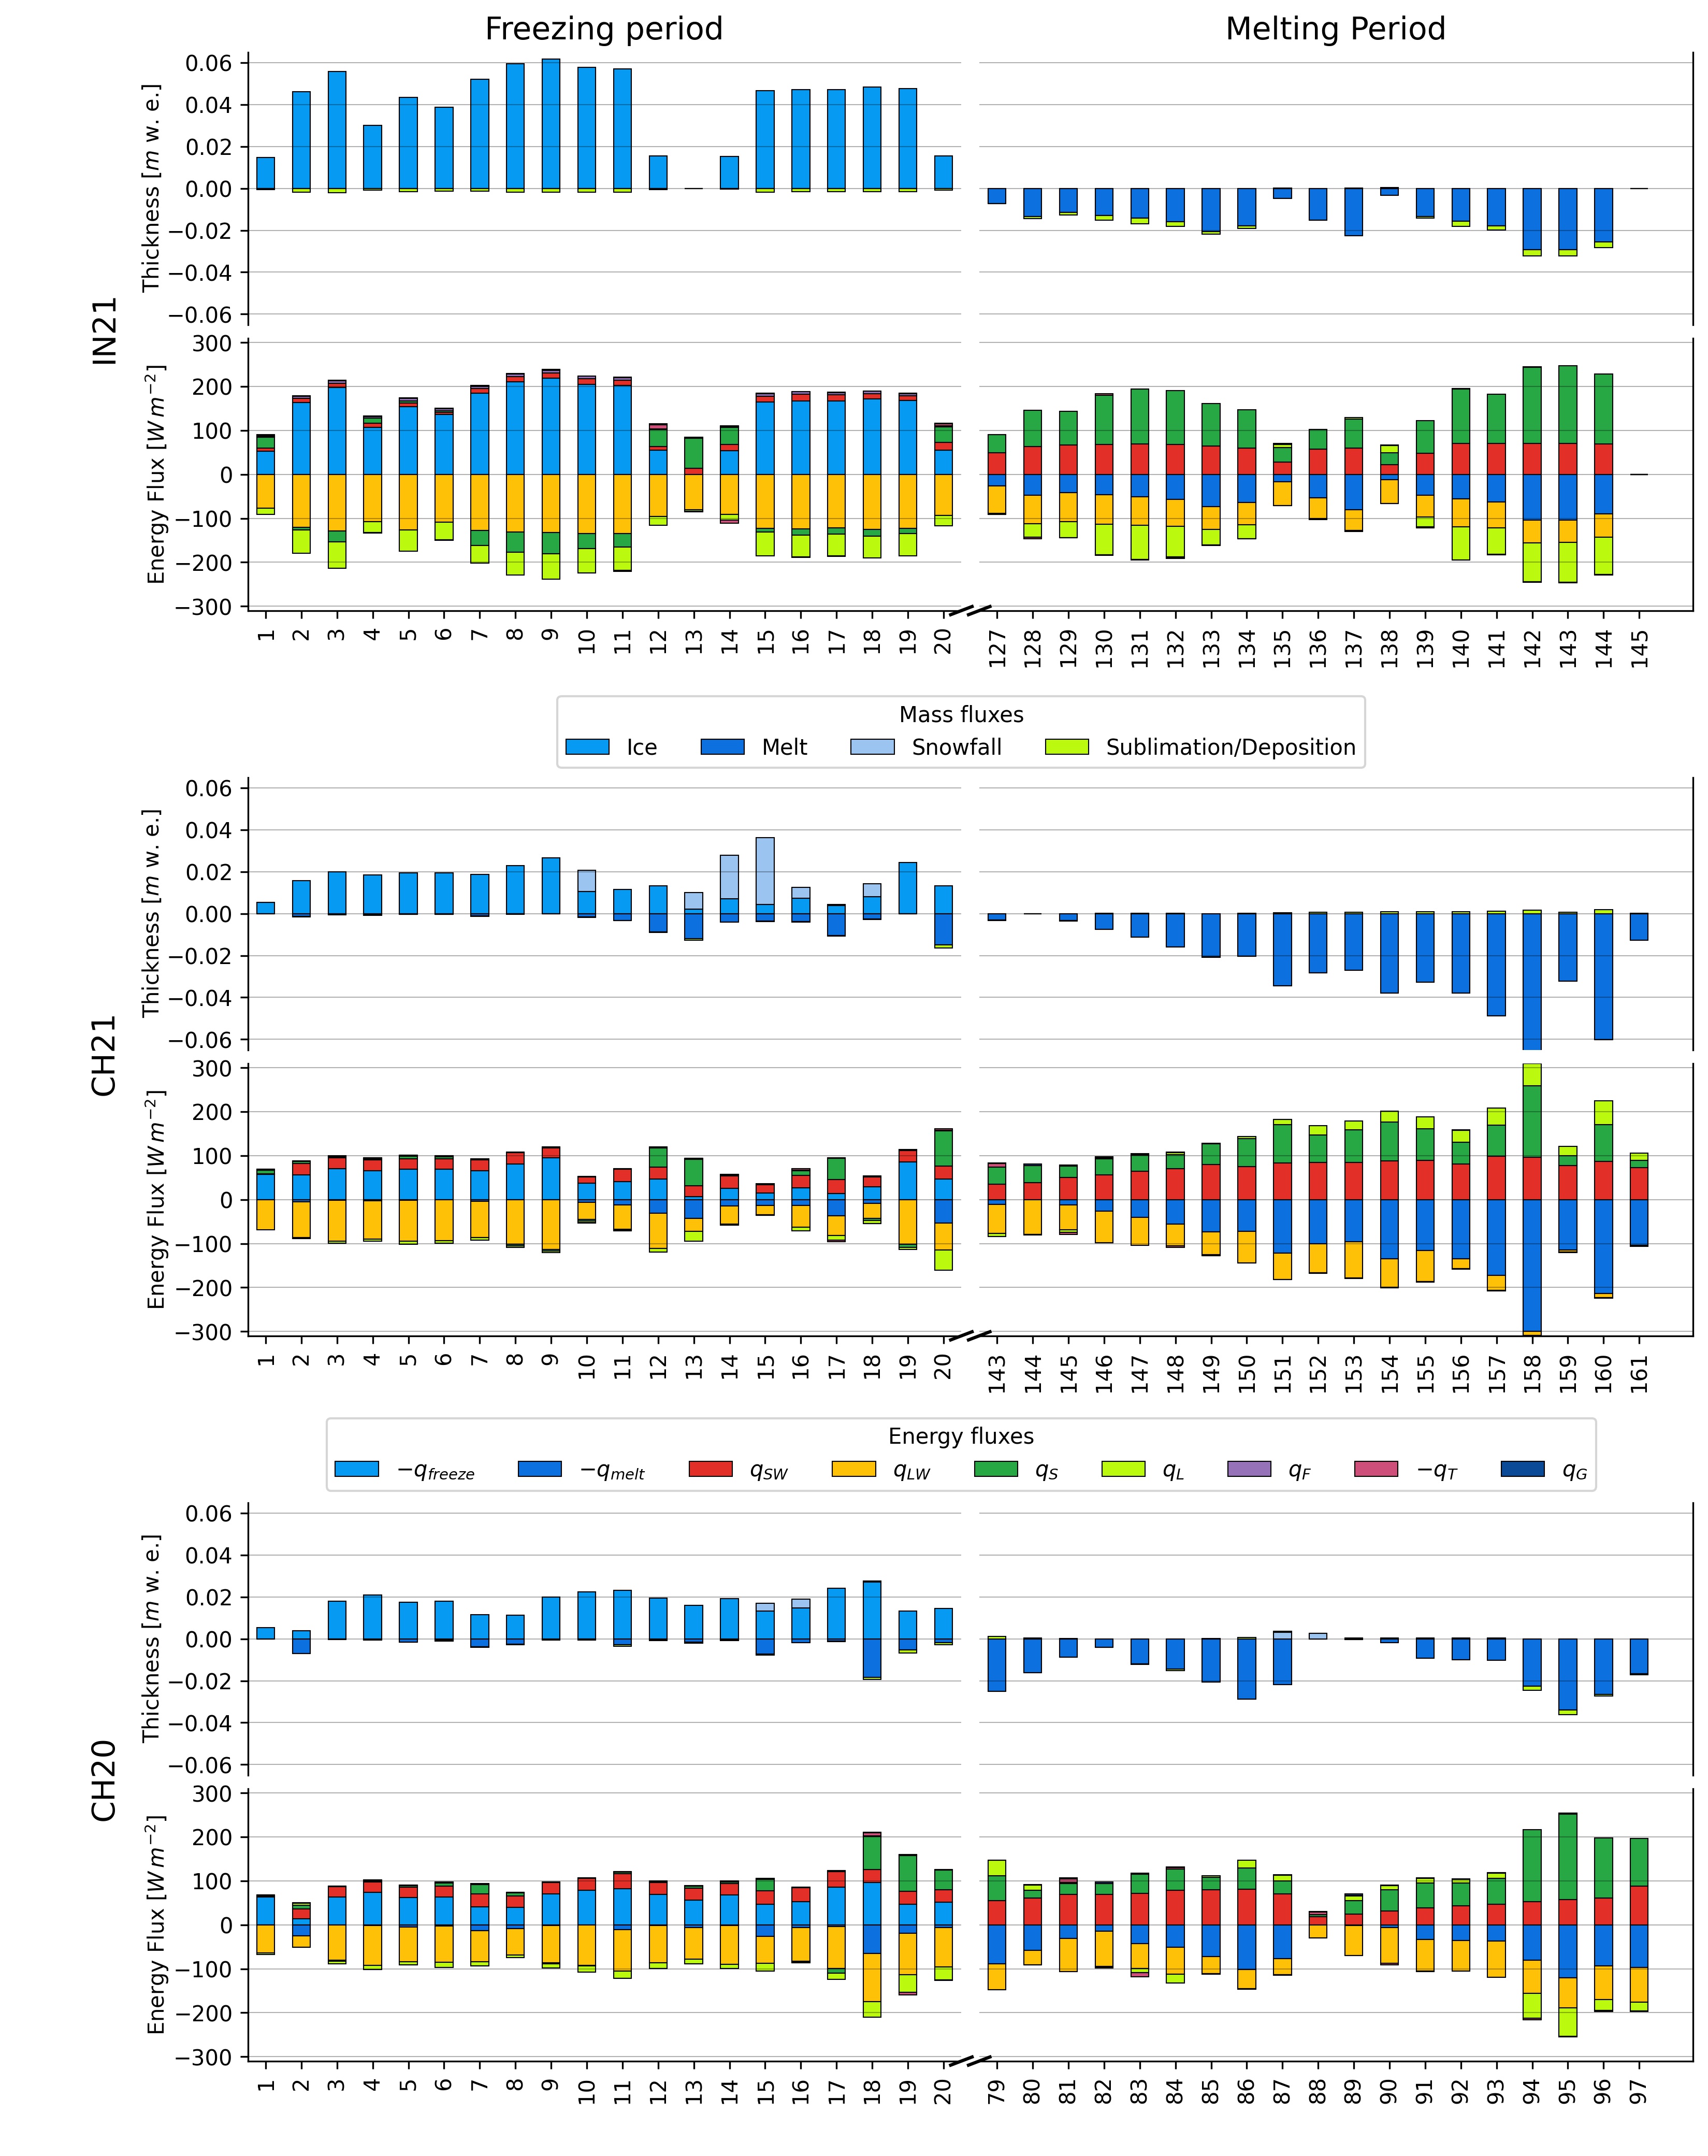 Freezing period Melting Period
IN21
Thickness [m w. e.]
0.06
0.04
0.02
0.00
−0.02
−0.04
−0.06
Energy Flux [W m⁻²]
300
200
100
0
−100
−200
−300
1 2 3 4 5 6 7 8 9 10 11 12 13 14 15 16 17 18 19 20 127 128 129 130 131 132 133 134 135 136 137 138 139 140 141 142 143 144 145
Mass fluxes
Ice Melt Snowfall Sublimation/Deposition
CH21
Thickness [m w. e.]
0.06
0.04
0.02
0.00
−0.02
−0.04
−0.06
Energy Flux [W m⁻²]
300
200
100
0
−100
−200
−300
1 2 3 4 5 6 7 8 9 10 11 12 13 14 15 16 17 18 19 20 143 144 145 146 147 148 149 150 151 152 153 154 155 156 157 158 159 160 161
Energy fluxes
−q_freeze −q_melt q_SW q_LW q_S q_L q_F −q_T q_G
CH20
Thickness [m w. e.]
0.06
0.04
0.02
0.00
−0.02
−0.04
−0.06
Energy Flux [W m⁻²]
300
200
100
0
−100
−200
−300
1 2 3 4 5 6 7 8 9 10 11 12 13 14 15 16 17 18 19 20 79 80 81 82 83 84 85 86 87 88 89 90 91 92 93 94 95 96 97